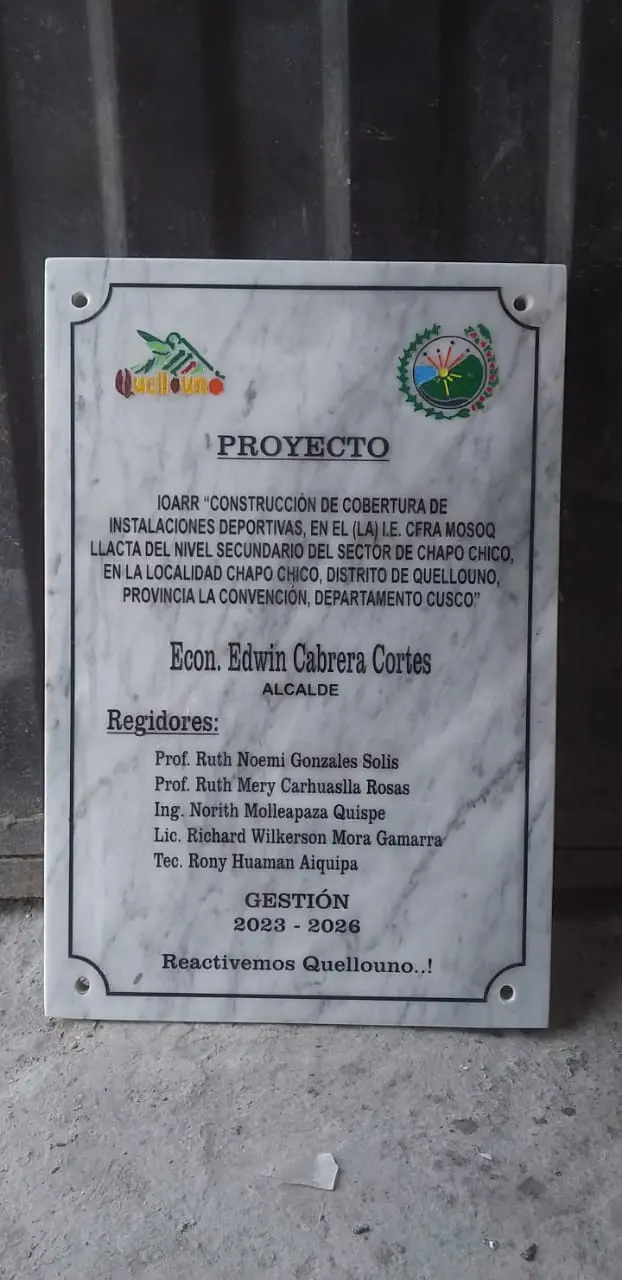 Quellouno
PROYECTO
IOARR “CONSTRUCCIÓN DE COBERTURA DE
INSTALACIONES DEPORTIVAS, EN EL (LA) I.E. CFRA MOSOQ
LLACTA DEL NIVEL SECUNDARIO DEL SECTOR DE CHAPO CHICO,
EN LA LOCALIDAD CHAPO CHICO, DISTRITO DE QUELLOUNO,
PROVINCIA LA CONVENCIÓN, DEPARTAMENTO CUSCO”
Econ. Edwin Cabrera Cortes
ALCALDE
Regidores:
Prof. Ruth Noemi Gonzales Solis
Prof. Ruth Mery Carhuaslla Rosas
Ing. Norith Molleapaza Quispe
Lic. Richard Wilkerson Mora Gamarra
Tec. Rony Huaman Aiquipa
GESTIÓN
2023 - 2026
Reactivemos Quellouno..!